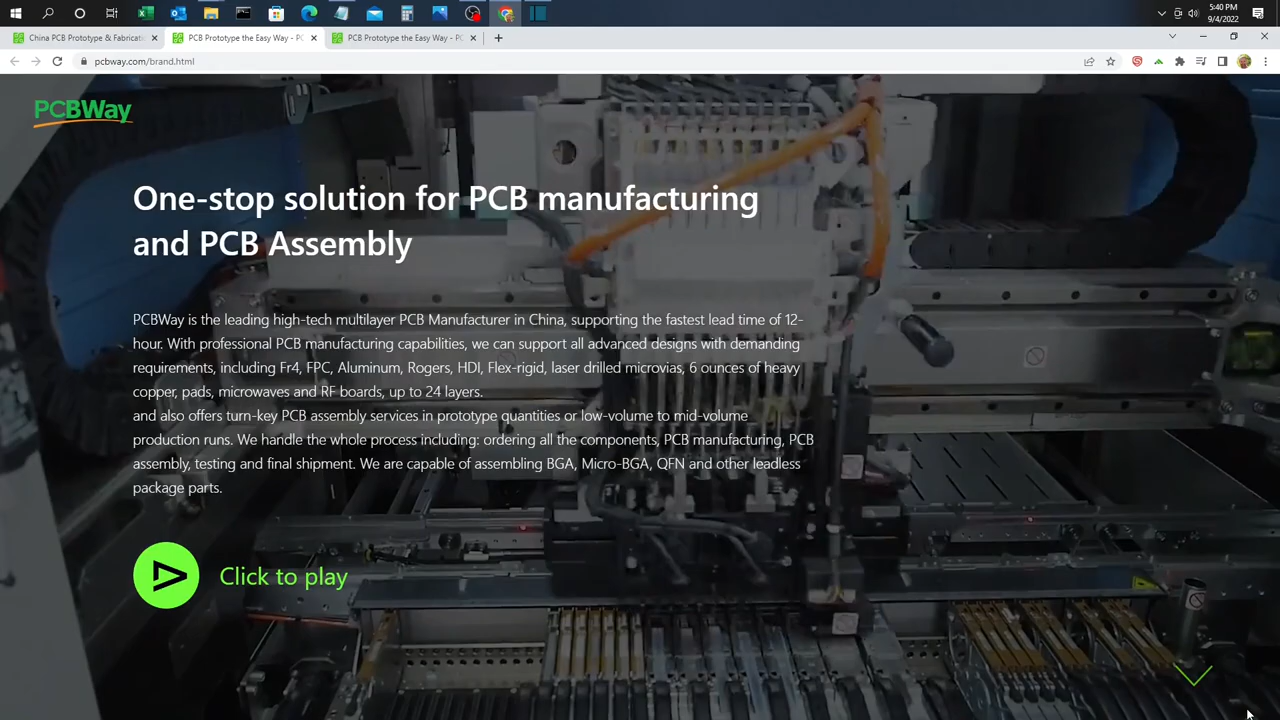 5:40 PM
9/4/2022
China PCB Prototype & Fabricati
PCB Prototype the Easy Way - PC
PCB Prototype the Easy Way - PC
pcbway.com/brand.html
PCBWay
One-stop solution for PCB manufacturing
and PCB Assembly
PCBWay is the leading high-tech multilayer PCB Manufacturer in China, supporting the fastest lead time of 12-
hour. With professional PCB manufacturing capabilities, we can support all advanced designs with demanding
requirements, including Fr4, FPC, Aluminum, Rogers, HDI, Flex-rigid, laser drilled microvias, 6 ounces of heavy
copper, pads, microwaves and RF boards, up to 24 layers.
and also offers turn-key PCB assembly services in prototype quantities or low-volume to mid-volume
production runs. We handle the whole process including: ordering all the components, PCB manufacturing, PCB
assembly, testing and final shipment. We are capable of assembling BGA, Micro-BGA, QFN and other leadless
package parts.
Click to play